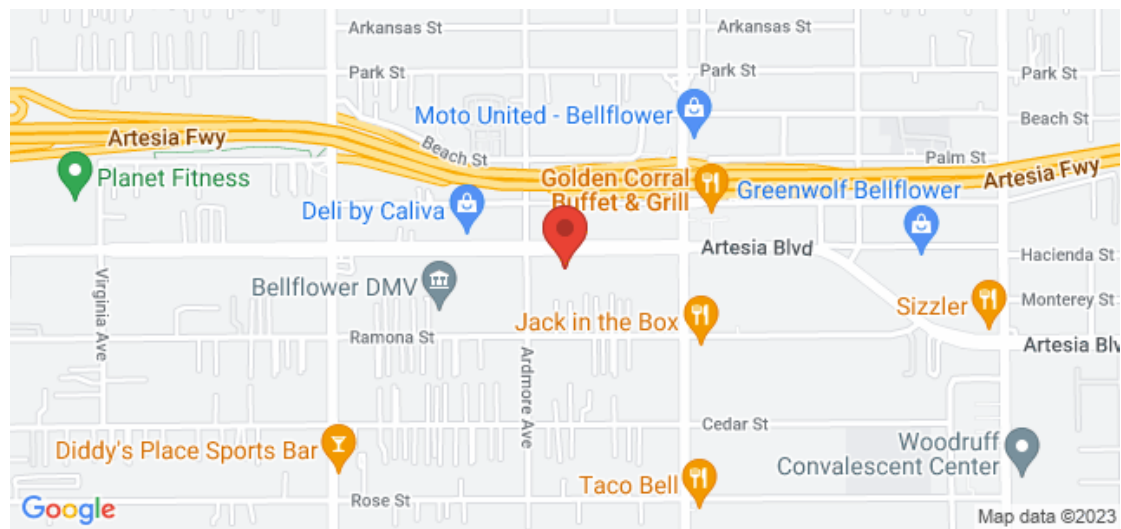 Arkansas St
Arkansas St
Park St
Park St
Park St
Moto United - Bellflower
Beach St
Artesia Fwy
Beach St
Palm St
Planet Fitness
Golden Corral
Buffet & Grill
Artesia Fwy
Greenwolf Bellflower
Deli by Caliva
Artesia Blvd
Hacienda St
Bellflower DMV
Virginia Ave
Monterey St
Sizzler
Jack in the Box
Ramona St
Artesia Blv
Ardmore Ave
Cedar St
Diddy's Place Sports Bar
Woodruff
Convalescent Center
Taco Bell
Rose St
Google
Map data ©2023